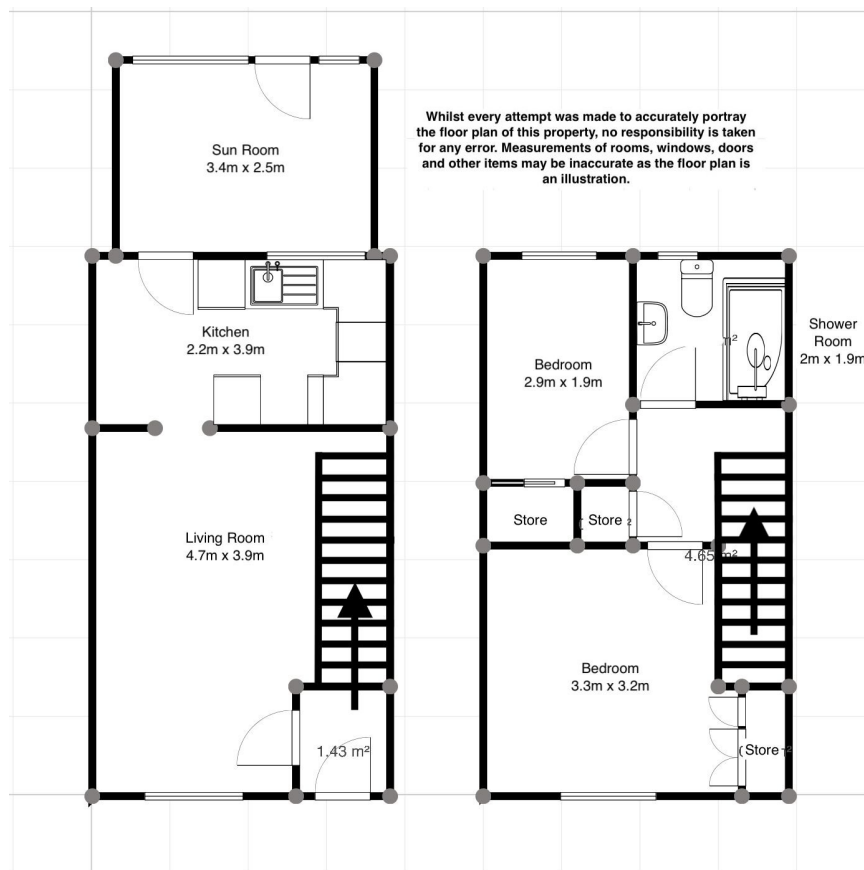 Whilst every attempt was made to accurately portray
the floor plan of this property, no responsibility is taken
for any error. Measurements of rooms, windows, doors
and other items may be inaccurate as the floor plan is
an illustration.
Sun Room
3.4m x 2.5m
Kitchen
2.2m x 3.9m
Living Room
4.7m x 3.9m
1.43 m²
Shower
Room
2m x 1.9m
Bedroom
2.9m x 1.9m
Store
Store
4.65 m²
Bedroom
3.3m x 3.2m
Store